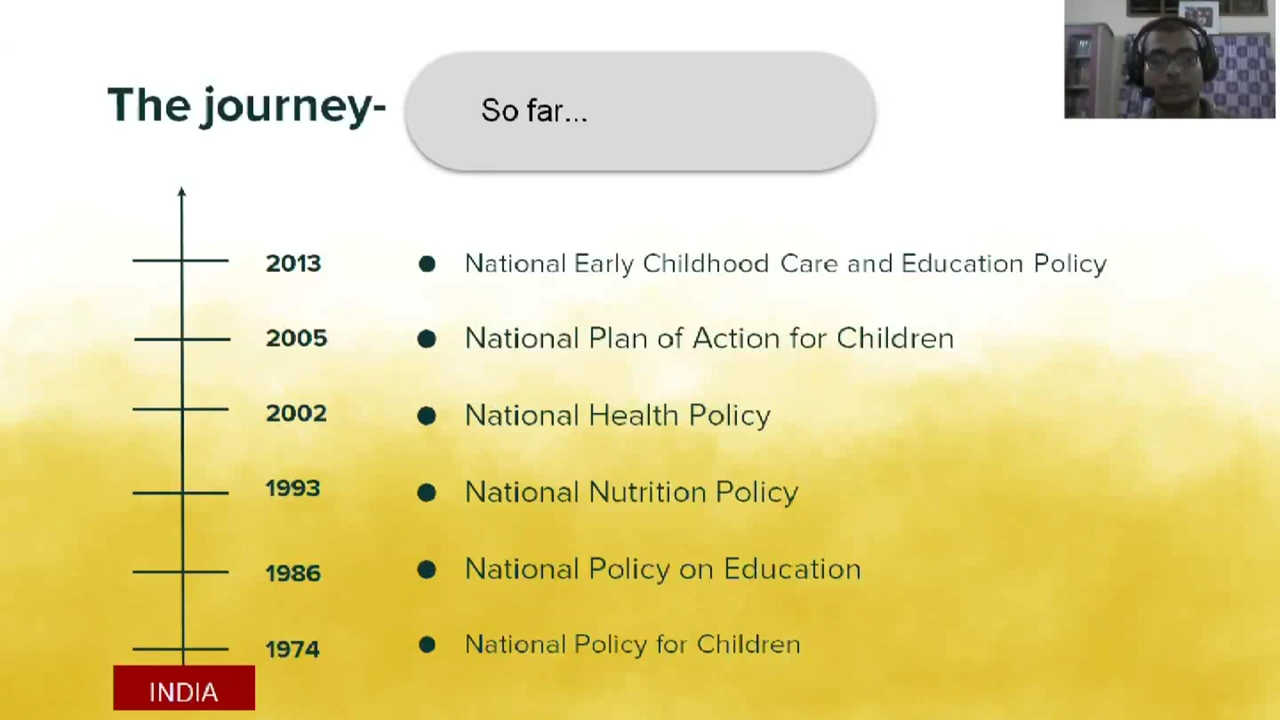 The journey-
So far...
2013 ● National Early Childhood Care and Education Policy
2005 ● National Plan of Action for Children
2002 ● National Health Policy
1993 ● National Nutrition Policy
1986 ● National Policy on Education
1974 ● National Policy for Children
INDIA